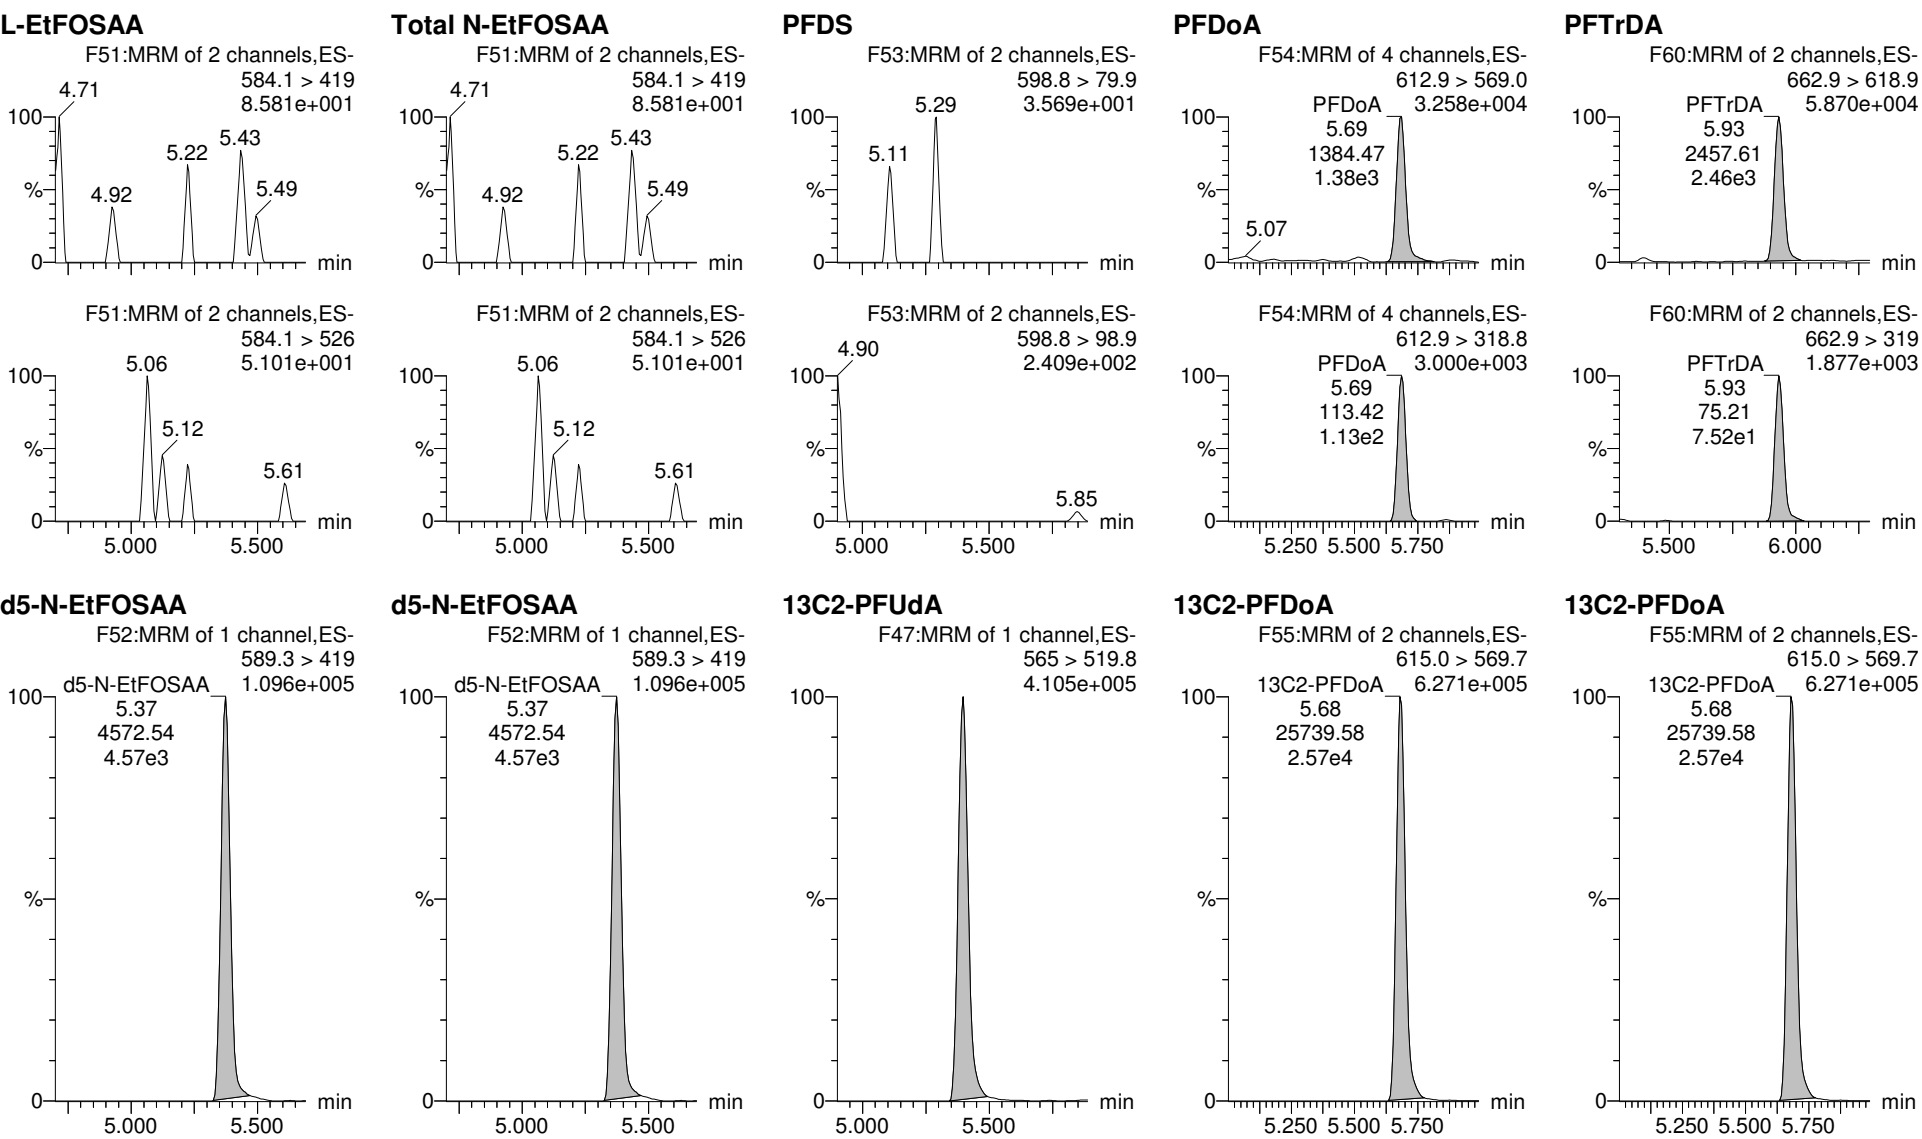 L-EtFOSAA
F51:MRM of 2 channels,ES-
584.1 > 419
8.581e+001
4.71
100
5.43
5.22
4.92
5.49
%
0
min
F51:MRM of 2 channels,ES-
584.1 > 526
5.101e+001
5.06
100
5.12
%
5.61
0
min
5.000 5.500
Total N-EtFOSAA
F51:MRM of 2 channels,ES-
584.1 > 419
8.581e+001
4.71
100
5.43
5.22
4.92
5.49
%
0
min
F51:MRM of 2 channels,ES-
584.1 > 526
5.101e+001
5.06
100
5.12
%
5.61
0
min
5.000 5.500
PFDS
F53:MRM of 2 channels,ES-
598.8 > 79.9
3.569e+001
5.29
100
5.11
%
0
min
F53:MRM of 2 channels,ES-
598.8 > 98.9
2.409e+002
4.90
100
%
5.85
0
min
5.000 5.500
PFDoA
F54:MRM of 4 channels,ES-
612.9 > 569.0
3.258e+004
PFDoA
5.69
1384.47
1.38e3
100
%
5.07
0
min
F54:MRM of 4 channels,ES-
612.9 > 318.8
3.000e+003
PFDoA
5.69
113.42
1.13e2
100
%
0
min
5.250 5.500 5.750
PFTrDA
F60:MRM of 2 channels,ES-
662.9 > 618.9
5.870e+004
PFTrDA
5.93
2457.61
2.46e3
100
%
0
min
F60:MRM of 2 channels,ES-
662.9 > 319
1.877e+003
PFTrDA
5.93
75.21
7.52e1
100
%
0
min
5.500 6.000
d5-N-EtFOSAA
F52:MRM of 1 channel,ES-
589.3 > 419
1.096e+005
d5-N-EtFOSAA
5.37
4572.54
4.57e3
100
%
0
min
5.000 5.500
d5-N-EtFOSAA
F52:MRM of 1 channel,ES-
589.3 > 419
1.096e+005
d5-N-EtFOSAA
5.37
4572.54
4.57e3
100
%
0
min
5.000 5.500
13C2-PFUdA
F47:MRM of 1 channel,ES-
565 > 519.8
4.105e+005
100
%
0
min
5.000 5.500
13C2-PFDoA
F55:MRM of 2 channels,ES-
615.0 > 569.7
6.271e+005
13C2-PFDoA
5.68
25739.58
2.57e4
100
%
0
min
5.250 5.500 5.750
13C2-PFDoA
F55:MRM of 2 channels,ES-
615.0 > 569.7
6.271e+005
13C2-PFDoA
5.68
25739.58
2.57e4
100
%
0
min
5.250 5.500 5.750